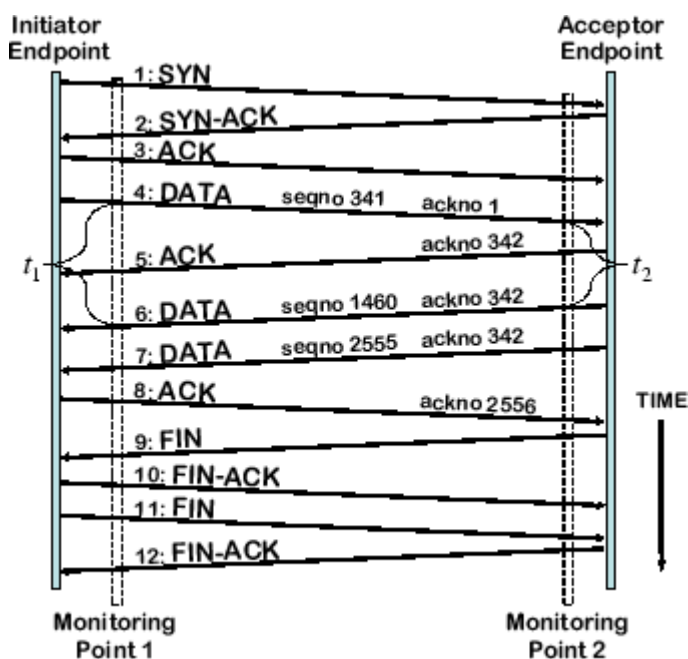 Initiator
Endpoint
Acceptor
Endpoint
1: SYN
2: SYN-ACK
3: ACK
4: DATA seqno 341 ackno 1
t1
5: ACK ackno 342
t2
6: DATA seqno 1460 ackno 342
7: DATA seqno 2555 ackno 342
8: ACK ackno 2556
TIME
9: FIN
10: FIN-ACK
11: FIN
12: FIN-ACK
Monitoring
Point 1
Monitoring
Point 2